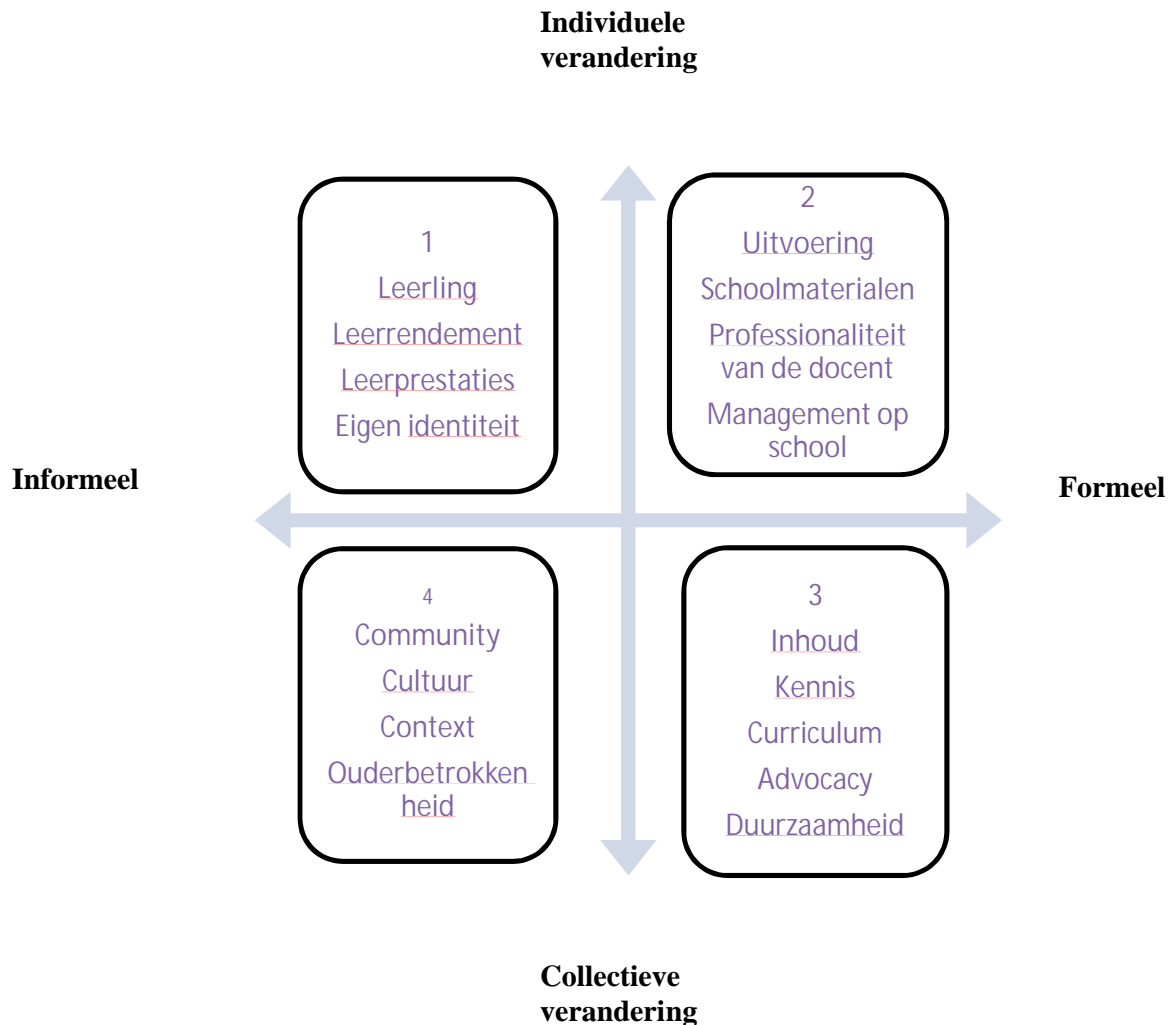 Individuele
verandering
1
Leerling
Leerrendement
Leerprestaties
Eigen identiteit
2
Uitvoering
Schoolmaterialen
Professionaliteit
van de docent
Management op
school
Informeel
Formeel
4
Community
Cultuur
Context
Ouderbetrokken
heid
3
Inhoud
Kennis
Curriculum
Advocacy
Duurzaamheid
Collectieve
verandering